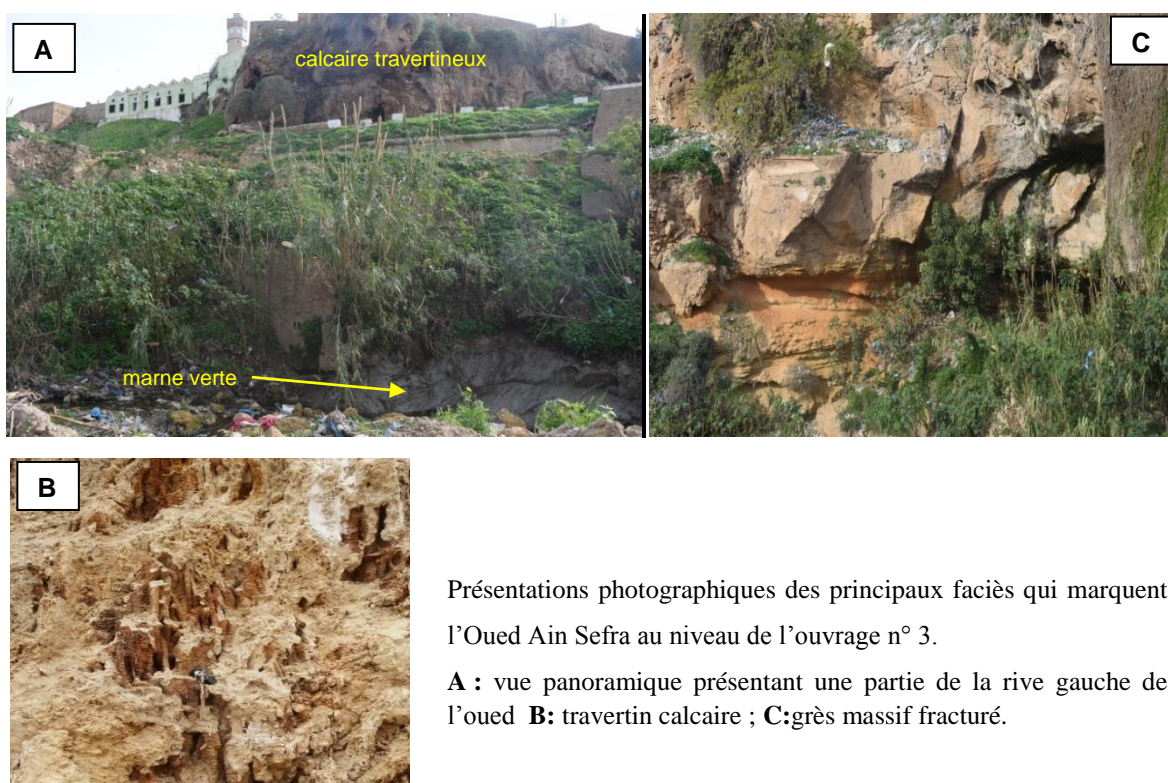 A
calcaire travertineux
marne verte
C
B
Présentations photographiques des principaux faciès qui marquent
l’Oued Ain Sefra au niveau de l’ouvrage n° 3.
A : vue panoramique présentant une partie de la rive gauche de
l’oued B: travertin calcaire ; C:grès massif fracturé.